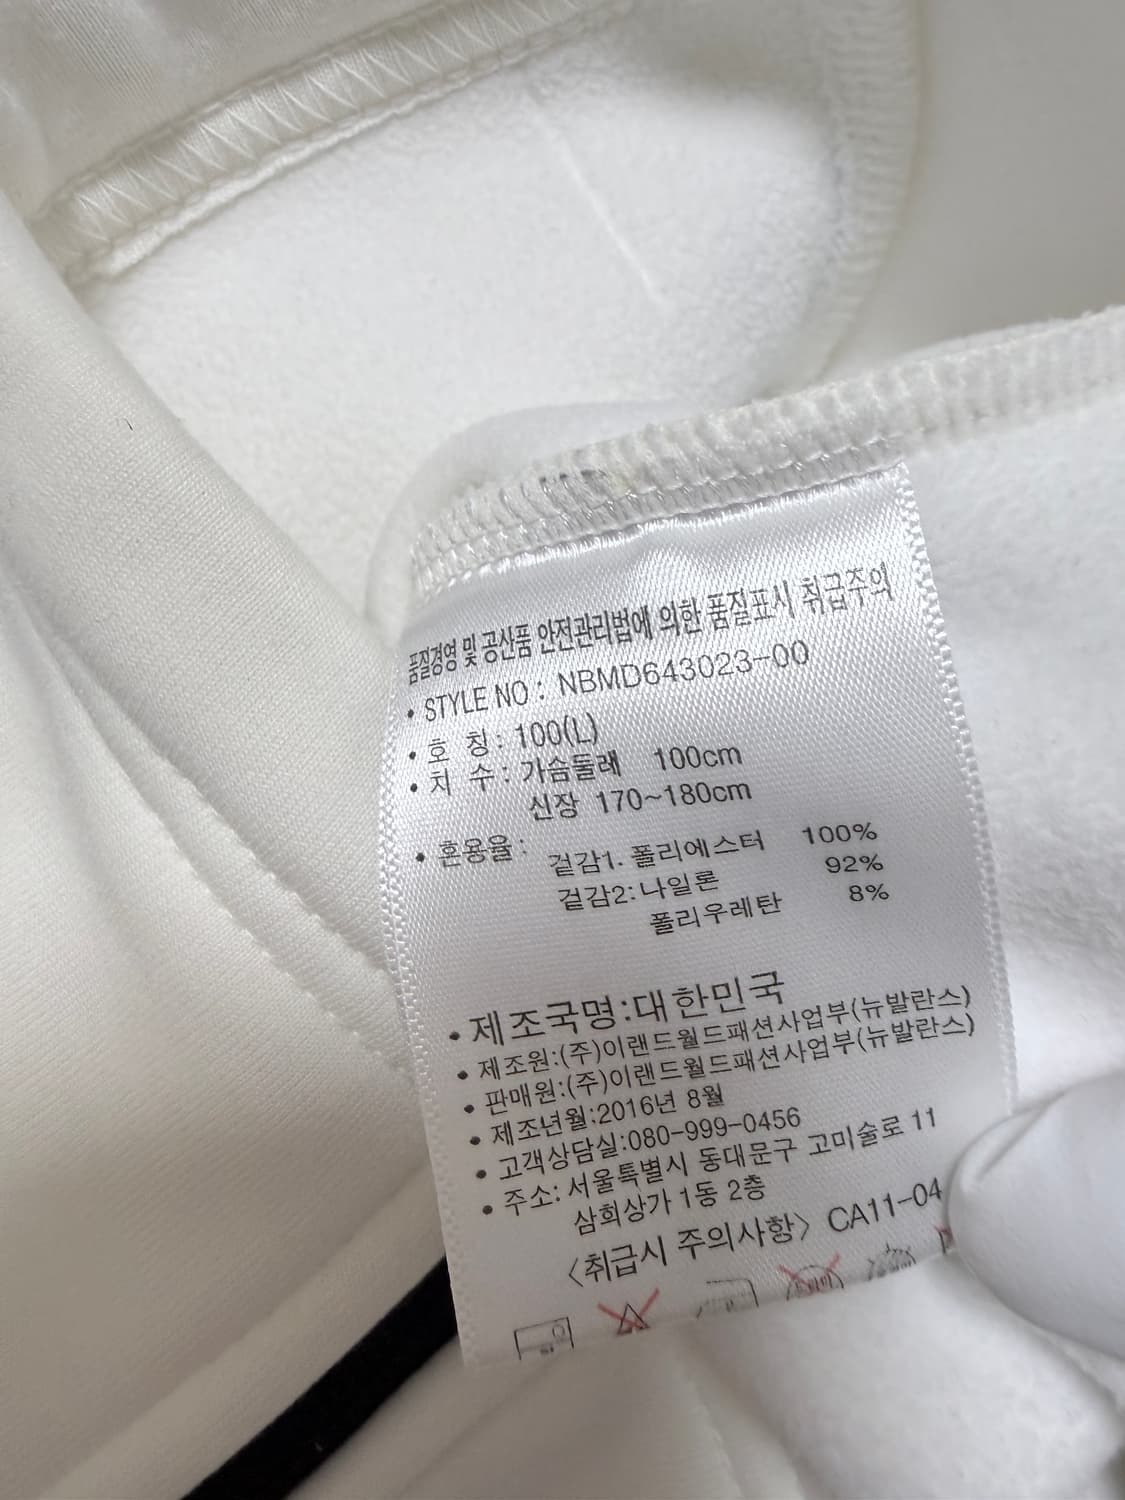 품질경영 및 공산품 안전관리법에 의한 품질표시 취급주의
• STYLE NO : NBMD643023-00
• 호 칭 : 100(L)
• 치 수 : 가슴둘레 100cm
신장 170~180cm
• 혼용율 : 겉감1. 폴리에스터 100%
겉감2: 나일론 92%
폴리우레탄 8%
• 제조국명:대한민국
• 제조원:(주)이랜드월드패션사업부(뉴발란스)
• 판매원:(주)이랜드월드패션사업부(뉴발란스)
• 제조년월:2016년 8월
• 고객상담실:080-999-0456
• 주소: 서울특별시 동대문구 고미술로 11
삼희상가 1동 2층
〈취급시 주의사항〉 CA11-04